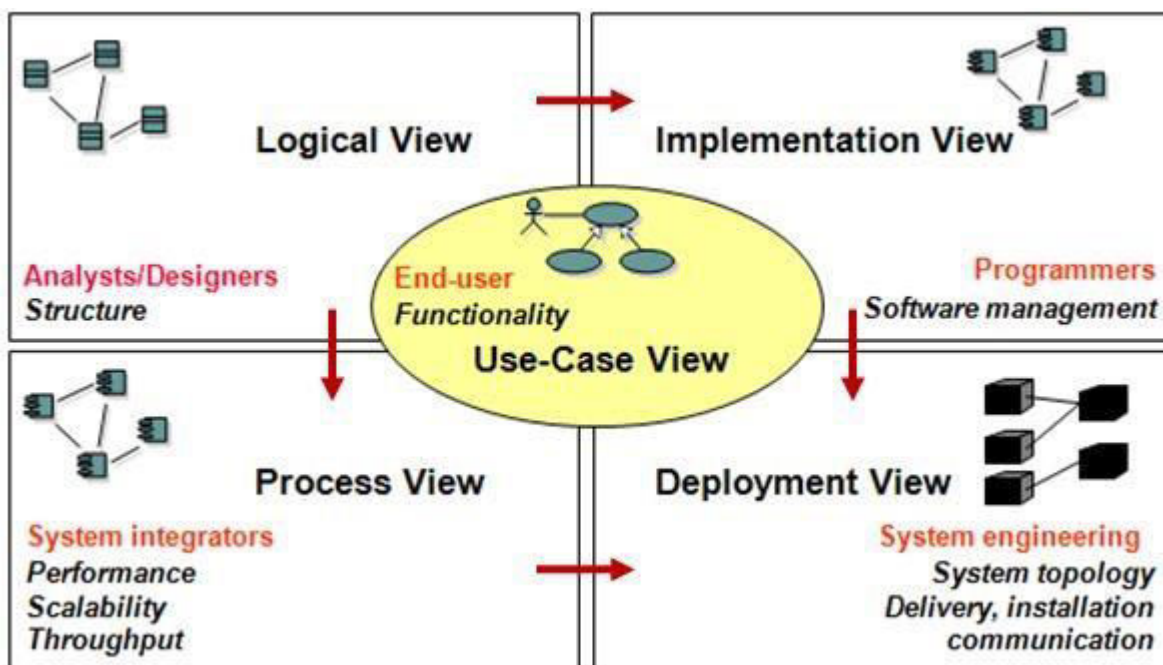 Logical View
Analysts/Designers
Structure
Implementation View
Programmers
Software management
End-user
Functionality
Use-Case View
Process View
System integrators
Performance
Scalability
Throughput
Deployment View
System engineering
System topology
Delivery, installation
communication